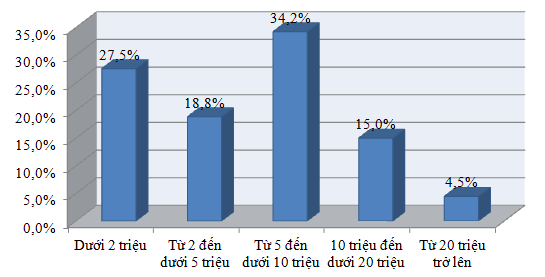 34,2%
35,0%
30,0%
27,5%
25,0%
18,8%
20,0%
15,0%
15,0%
10,0%
4,5%
5,0%
0,0%
Dưới 2 triệu
Từ 2 đến
dưới 5 triệu
Từ 5 đến
dưới 10 triệu
10 triệu đến
dưới 20 triệu
Từ 20 triệu
trở lên